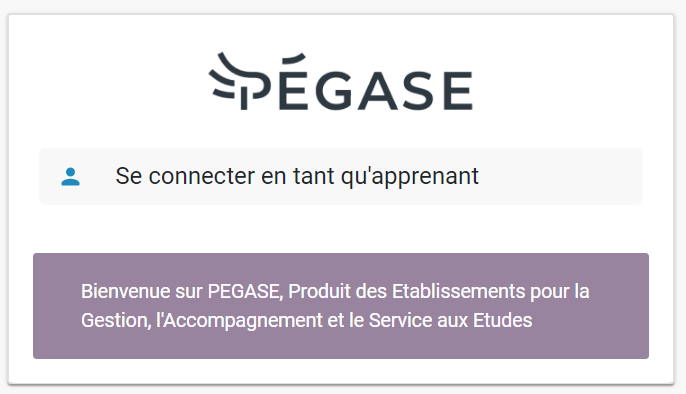 PÉGASE
Se connecter en tant qu'apprenant
Bienvenue sur PEGASE, Produit des Etablissements pour la
Gestion, l'Accompagnement et le Service aux Etudes